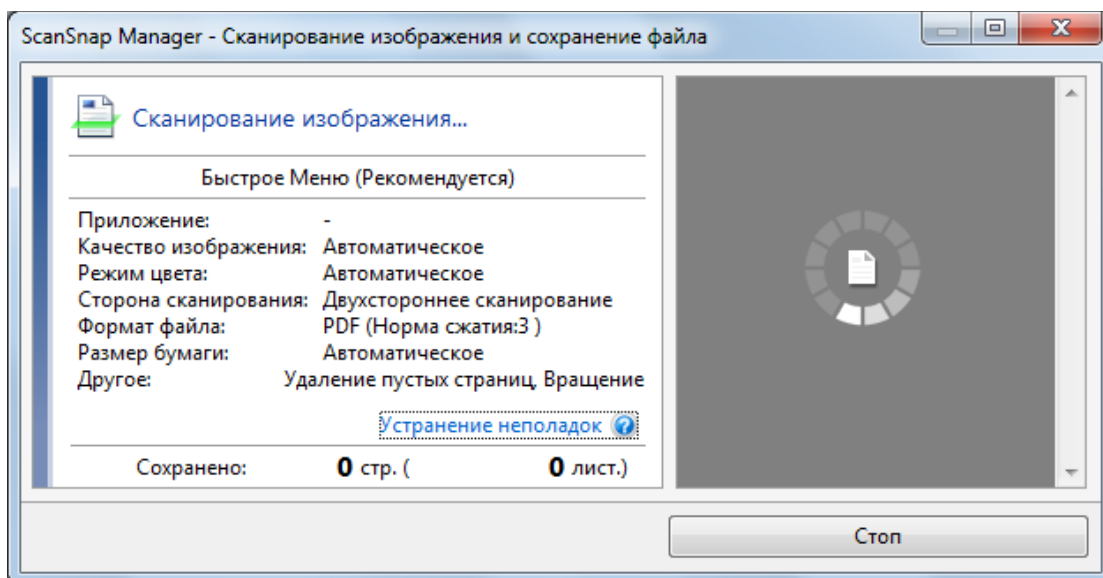 ScanSnap Manager - Сканирование изображения и сохранение файла
Сканирование изображения...
Быстрое Меню (Рекомендуется)
Приложение: -
Качество изображения: Автоматическое
Режим цвета: Автоматическое
Сторона сканирования: Двухстороннее сканирование
Формат файла: PDF (Норма сжатия:3 )
Размер бумаги: Автоматическое
Другое: Удаление пустых страниц, Вращение
Устранение неполадок ?
Сохранено: 0 стр. ( 0 лист.)
Стоп